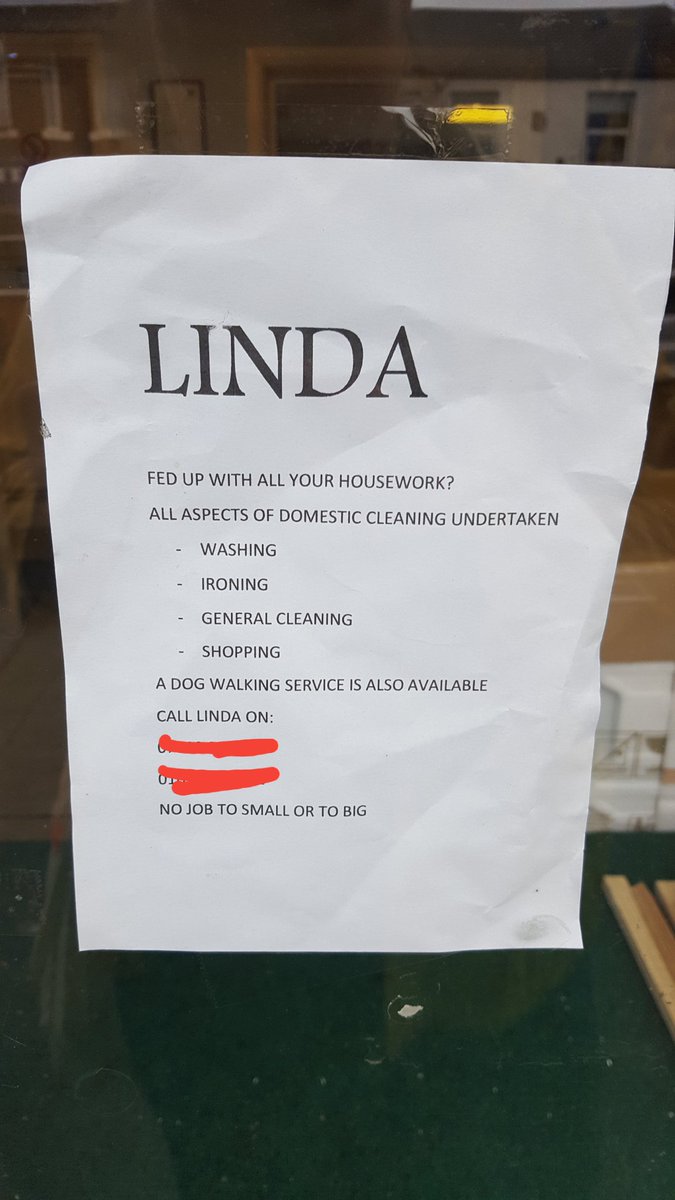 LINDA
FED UP WITH ALL YOUR HOUSEWORK?
ALL ASPECTS OF DOMESTIC CLEANING UNDERTAKEN
- WASHING
- IRONING
- GENERAL CLEANING
- SHOPPING
A DOG WALKING SERVICE IS ALSO AVAILABLE
CALL LINDA ON:
NO JOB TO SMALL OR TO BIG